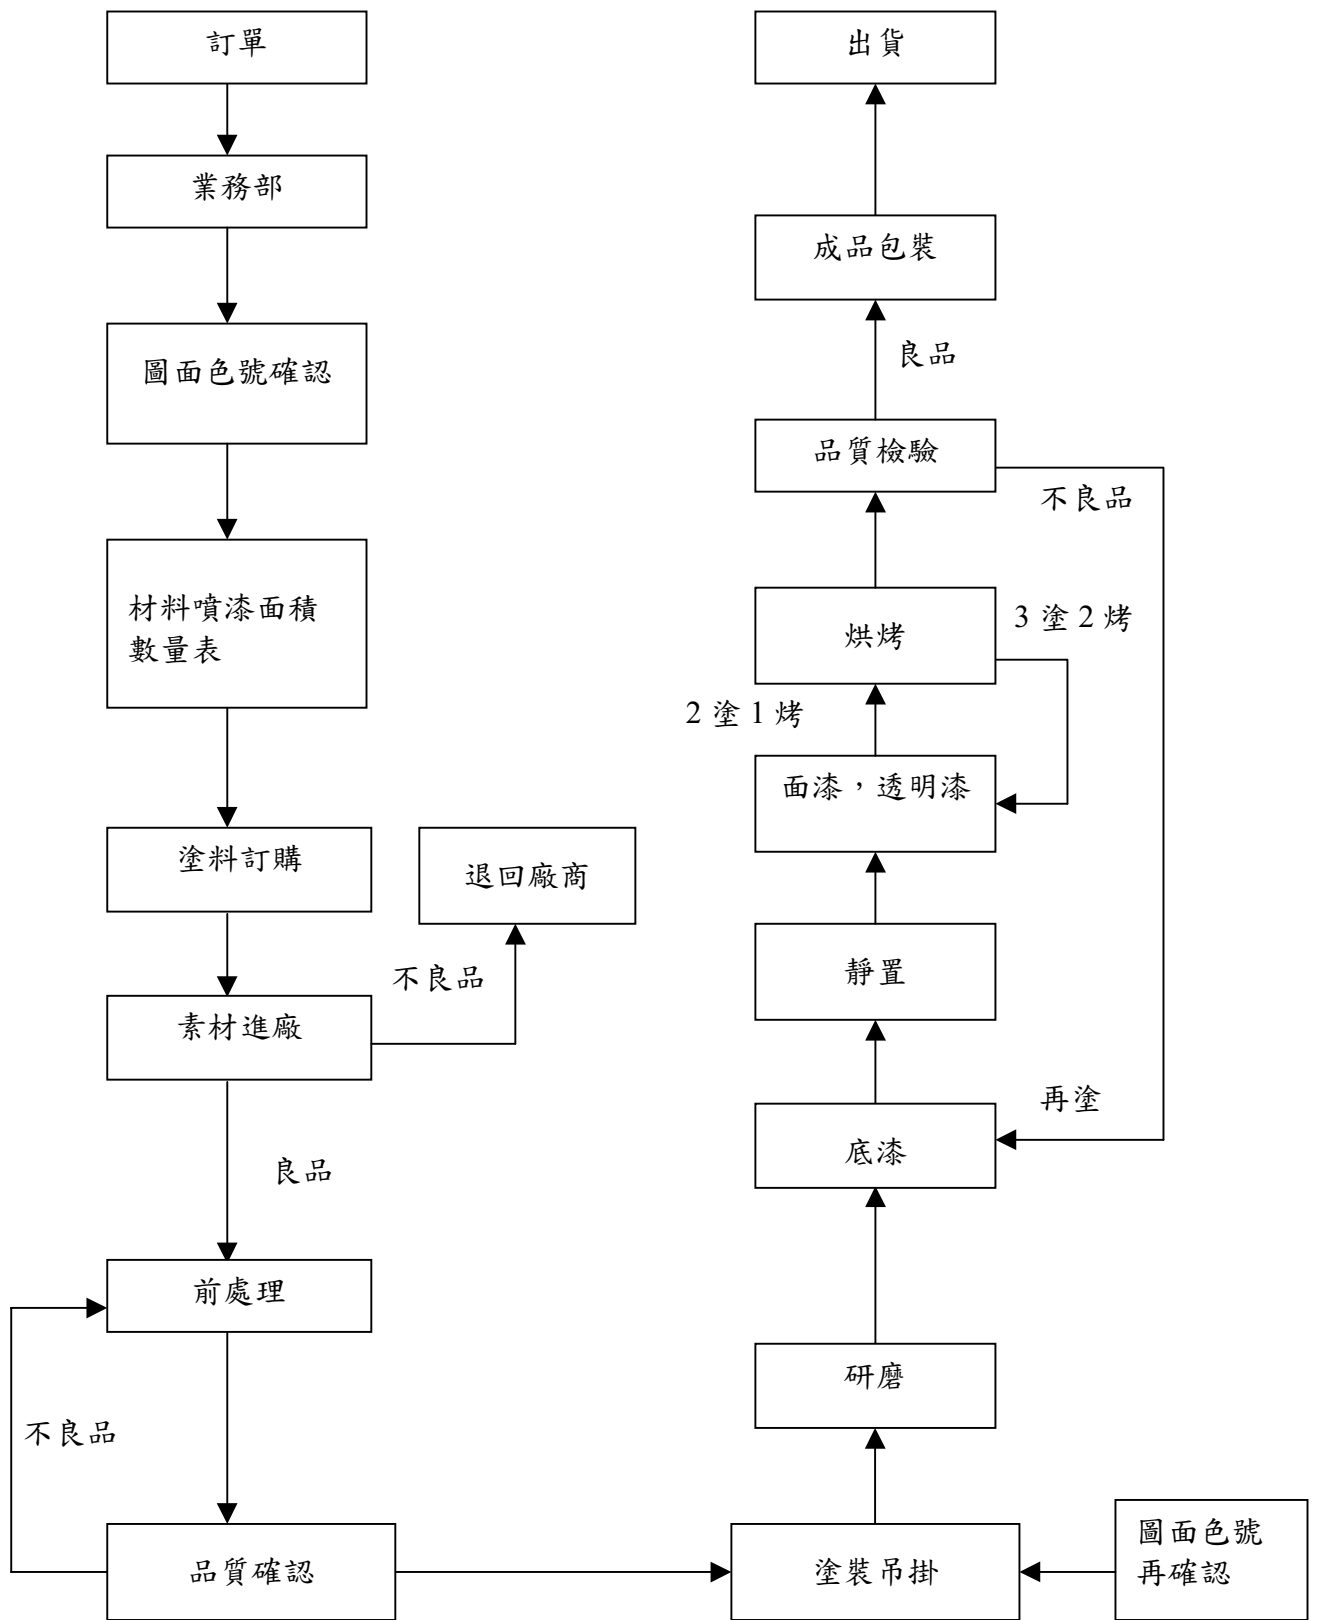 訂單
業務部
圖面色號確認
材料噴漆面積
數量表
塗料訂購
退回廠商
不良品
素材進廠
良品
前處理
不良品
品質確認
出貨
成品包裝
良品
品質檢驗
不良品
烘烤
3 塗 2 烤
2 塗 1 烤
面漆，透明漆
靜置
再塗
底漆
研磨
塗裝吊掛
圖面色號
再確認